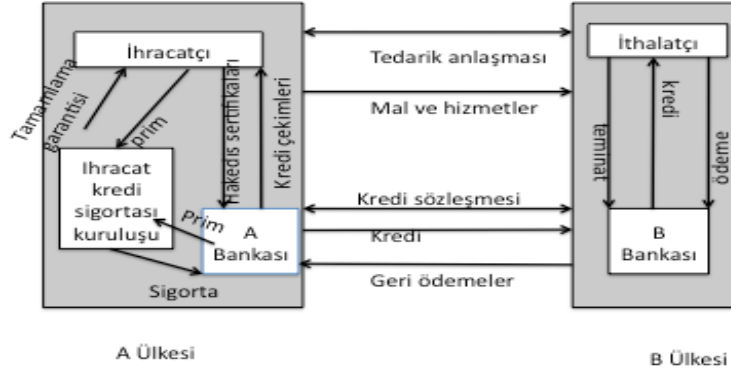 İhracatçı
Tamamlama
garantisi
prim
Hakedis sertifikaları
Kredi çekimleri
Ihracat
kredi
sigortası
kuruluşu
prim
A
Bankası
Sigorta
Tedarik anlaşması
Mal ve hizmetler
Kredi sözleşmesi
Kredi
Geri ödemeler
İthalatçı
teminat
kredi
ödeme
B
Bankası
A Ülkesi
B Ülkesi